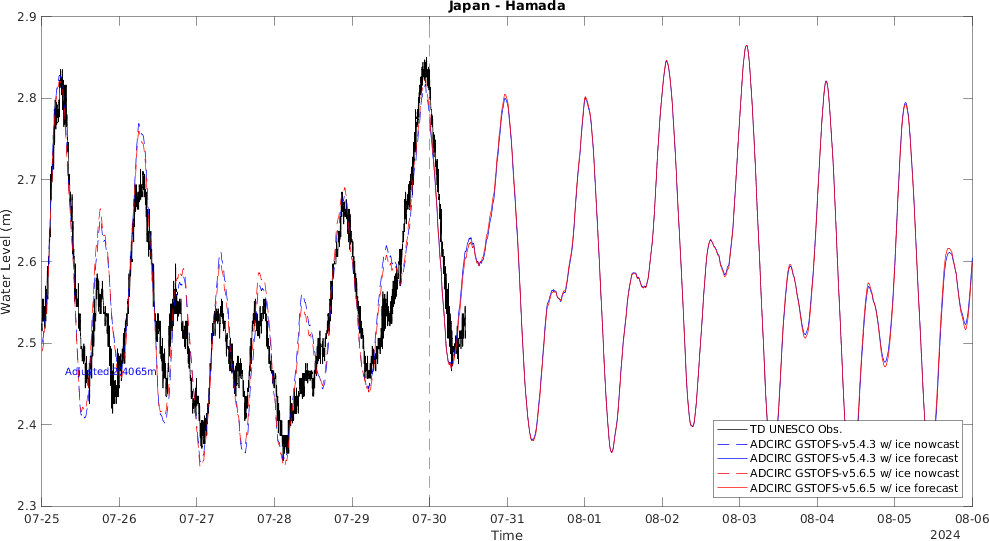 Japan - Hamada
2.9
2.8
2.7
2.6
2.5
2.4
2.3
Water Level (m)
Adjusted 2.4065m
TD UNESCO Obs.
ADCIRC GSTOFS-v5.4.3 w/ ice nowcast
ADCIRC GSTOFS-v5.4.3 w/ ice forecast
ADCIRC GSTOFS-v5.6.5 w/ ice nowcast
ADCIRC GSTOFS-v5.6.5 w/ ice forecast
07-25 07-26 07-27 07-28 07-29 07-30 07-31 08-01 08-02 08-03 08-04 08-05 08-06
Time
2024